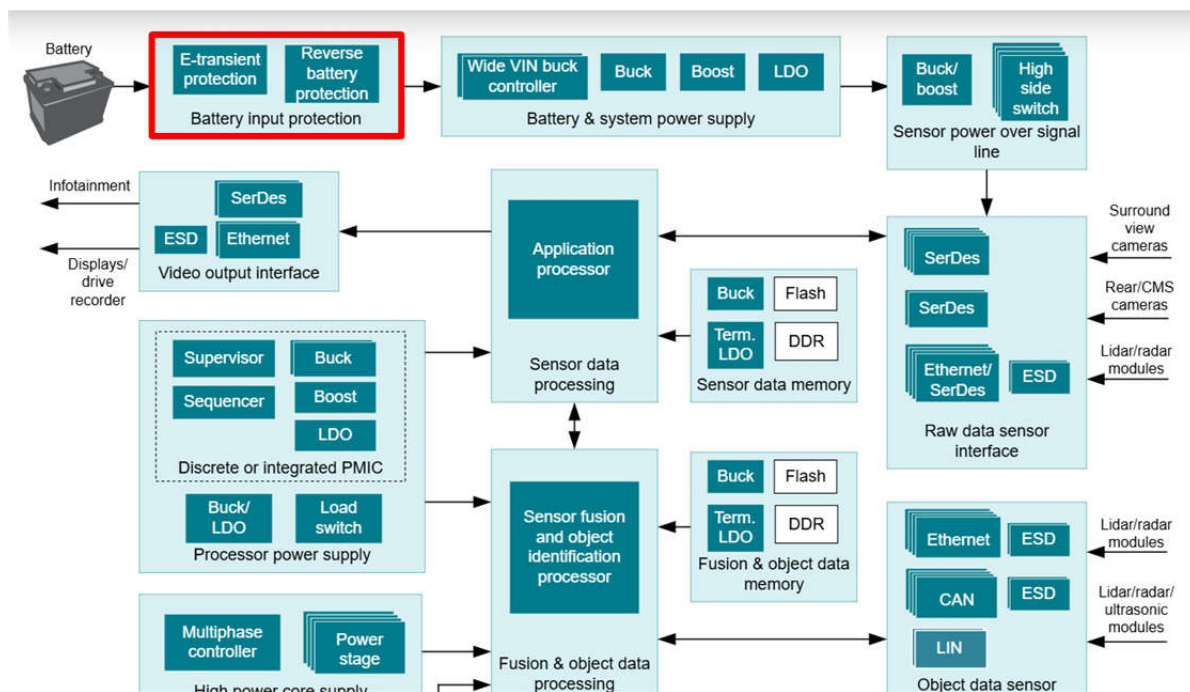 Battery
E-transient
protection
Reverse
battery
protection
Battery input protection
Wide VIN buck
controller
Buck
Boost
LDO
Battery & system power supply
Buck/
boost
High
side
switch
Sensor power over signal
line
Infotainment
Displays/
drive
recorder
SerDes
ESD
Ethernet
Video output interface
Application
processor
Sensor data
processing
Buck
Flash
Term.
LDO
DDR
Sensor data memory
SerDes
SerDes
Ethernet/
SerDes
ESD
Raw data sensor
interface
Surround
view
cameras
Rear/CMS
cameras
Lidar/radar
modules
Supervisor
Buck
Sequencer
Boost
LDO
Discrete or integrated PMIC
Buck/
LDO
Load
switch
Processor power supply
Sensor fusion
and object
identification
processor
Fusion & object data
processing
Buck
Flash
Term.
LDO
DDR
Fusion & object data
memory
Ethernet
ESD
CAN
ESD
LIN
Object data sensor
Lidar/radar
modules
Lidar/radar/
ultrasonic
modules
Multiphase
controller
Power
stage
High power core supply